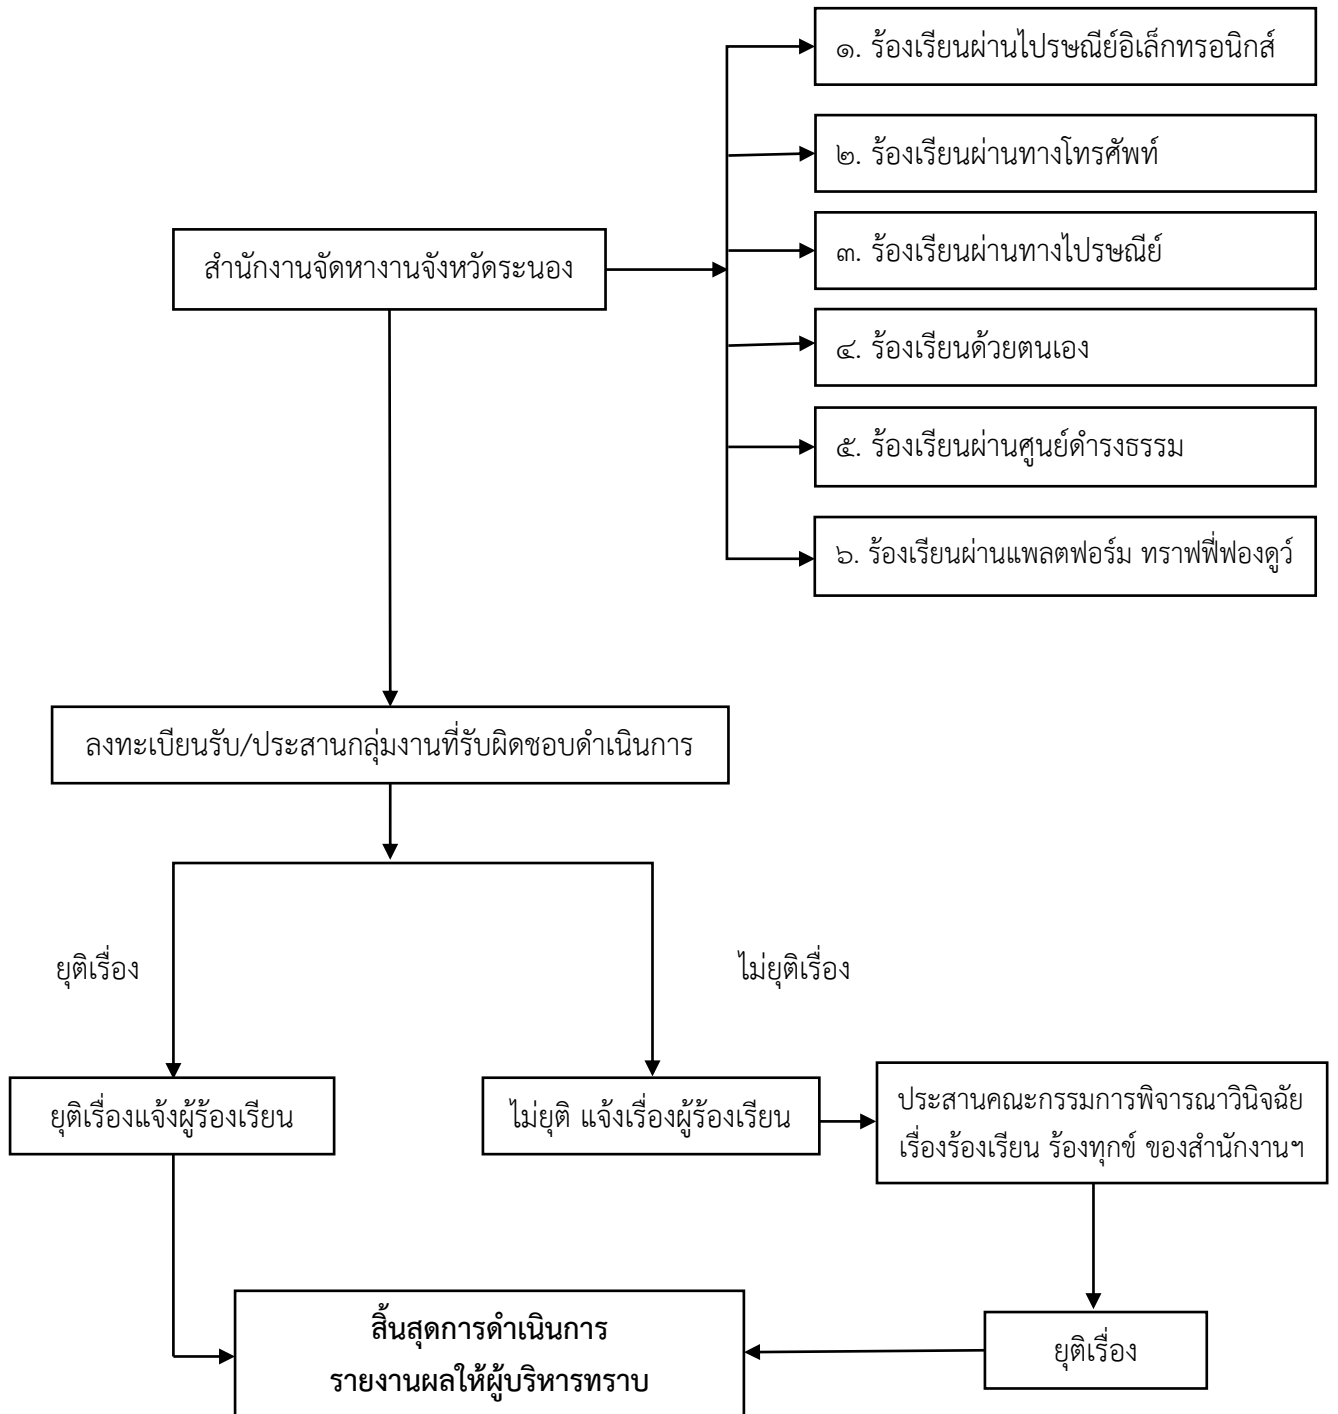 ๑. ร้องเรียนผ่านไปรษณีย์อิเล็กทรอนิกส์
๒. ร้องเรียนผ่านทางโทรศัพท์
๓. ร้องเรียนผ่านทางไปรษณีย์
สำนักงานจัดหางานจังหวัดระนอง
๔. ร้องเรียนด้วยตนเอง
๕. ร้องเรียนผ่านศูนย์ดำรงธรรม
๖. ร้องเรียนผ่านแพลตฟอร์ม ทราฟฟี่ฟองดูว์
ลงทะเบียนรับ/ประสานกลุ่มงานที่รับผิดชอบดำเนินการ
ยุติเรื่อง
ไม่ยุติเรื่อง
ยุติเรื่องแจ้งผู้ร้องเรียน
ไม่ยุติ แจ้งเรื่องผู้ร้องเรียน
ประสานคณะกรรมการพิจารณาวินิจฉัย
เรื่องร้องเรียน ร้องทุกข์ ของสำนักงานฯ
สิ้นสุดการดำเนินการ
รายงานผลให้ผู้บริหารทราบ
ยุติเรื่อง